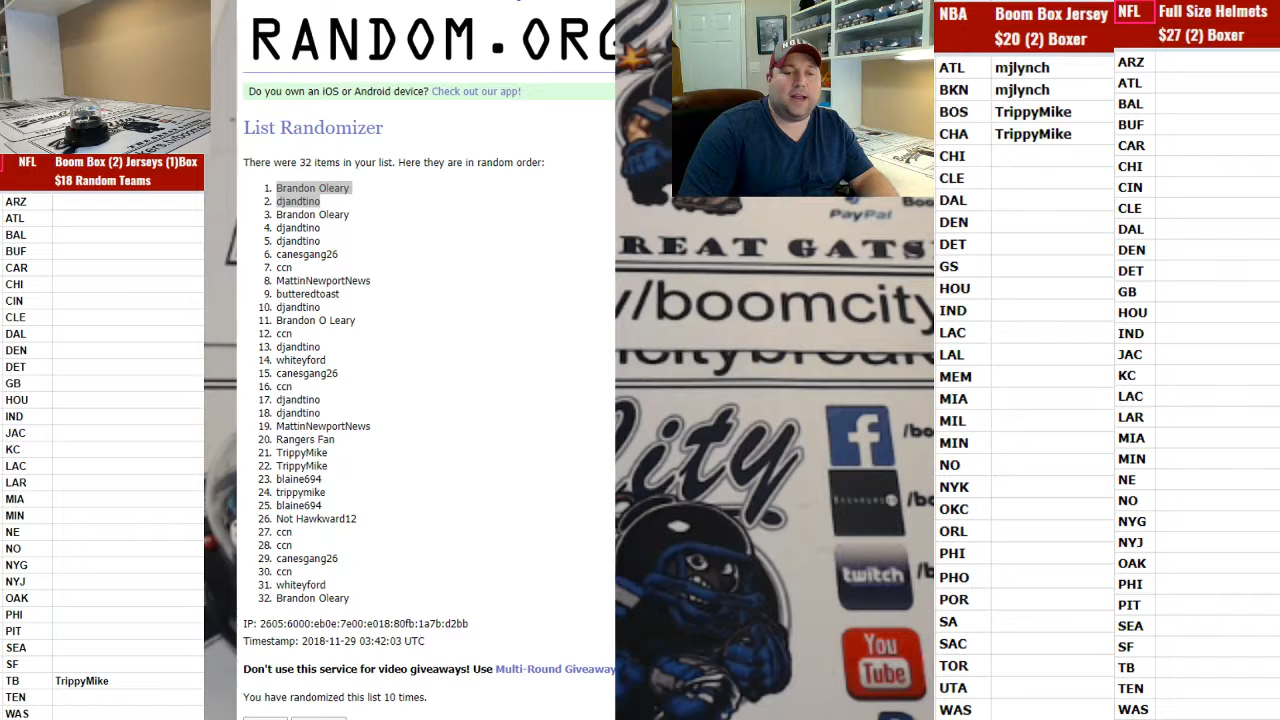 NFL Boom Box (2) Jerseys (1)Box
$18 Random Teams
ARZ
ATL
BAL
BUF
CAR
CHI
CIN
CLE
DAL
DEN
DET
GB
HOU
IND
JAC
KC
LAC
LAR
MIA
MIN
NE
NO
NYG
NYJ
OAK
PHI
PIT
SEA
SF
TB TrippyMike
TEN
WAS
RANDOM.ORG
Do you own an iOS or Android device? Check out our app!
List Randomizer
There were 32 items in your list. Here they are in random order:
1. Brandon Oleary
2. djandtino
3. Brandon Oleary
4. djandtino
5. djandtino
6. canesgang26
7. ccn
8. MattinNewportNews
9. butteredtoast
10. djandtino
11. Brandon O Leary
12. ccn
13. djandtino
14. whiteyford
15. canesgang26
16. ccn
17. djandtino
18. djandtino
19. MattinNewportNews
20. Rangers Fan
21. TrippyMike
22. TrippyMike
23. blaine694
24. trippymike
25. blaine694
26. Not Hawkward12
27. ccn
28. ccn
29. canesgang26
30. ccn
31. whiteyford
32. Brandon Oleary
IP: 2605:6000:eb0e:7e00:e018:80fb:1a7b:d2bb
Timestamp: 2018-11-29 03:42:03 UTC
Don't use this service for video giveaways! Use Multi-Round Giveaway
You have randomized this list 10 times.
NOLES
PayPal
REAT GATS
y/boomcity
citybreak
City
f /bo
/b
twitch /b
You
Tube
NBA Boom Box Jersey
$20 (2) Boxer
ATL mjlynch
BKN mjlynch
BOS TrippyMike
CHA TrippyMike
CHI
CLE
DAL
DEN
DET
GS
HOU
IND
LAC
LAL
MEM
MIA
MIL
MIN
NO
NYK
OKC
ORL
PHI
PHO
POR
SA
SAC
TOR
UTA
WAS
NFL Full Size Helmets
$27 (2) Boxer
ARZ
ATL
BAL
BUF
CAR
CHI
CIN
CLE
DAL
DEN
DET
GB
HOU
IND
JAC
KC
LAC
LAR
MIA
MIN
NE
NO
NYG
NYJ
OAK
PHI
PIT
SEA
SF
TB
TEN
WAS